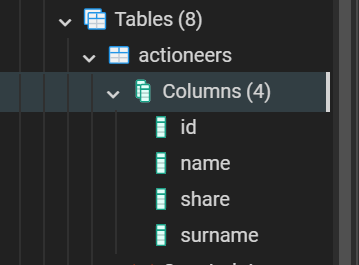 Tables (8)
actioneers
Columns (4)
id
name
share
surname